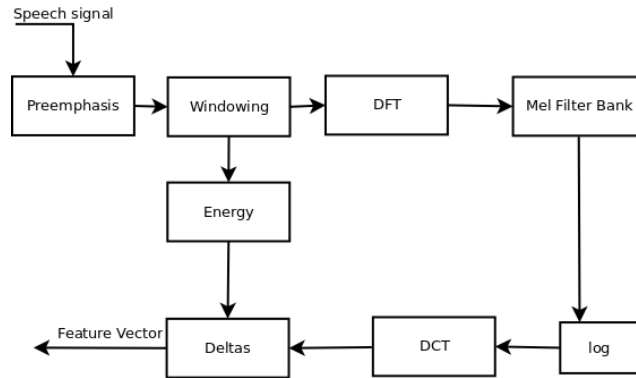 Speech signal
Preemphasis
Windowing
DFT
Mel Filter Bank
Energy
Feature Vector
Deltas
DCT
log